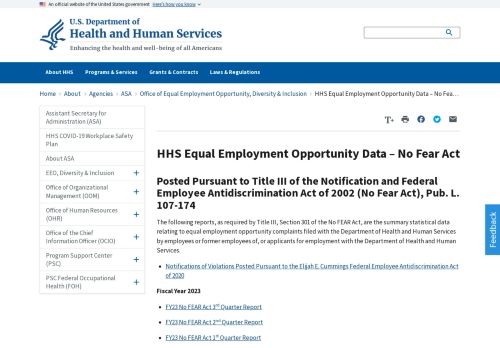 An official website of the United States government Here's how you know
U.S. Department of
Health and Human Services
Enhancing the health and well-being of all Americans
About HHS Programs & Services Grants & Contracts Laws & Regulations
Home > About > Agencies > ASA > Office of Equal Employment Opportunity, Diversity & Inclusion > HHS Equal Employment Opportunity Data – No Fea…
Assistant Secretary for
Administration (ASA)
HHS COVID-19 Workplace Safety
Plan
About ASA
EEO, Diversity & Inclusion +
Office of Organizational
Management (OOM) +
Office of Human Resources
(OHR) +
Office of the Chief
Information Officer (OCIO) +
Program Support Center
(PSC) +
PSC Federal Occupational
Health (FOH) +
T+
HHS Equal Employment Opportunity Data – No Fear Act
Posted Pursuant to Title III of the Notification and Federal
Employee Antidiscrimination Act of 2002 (No Fear Act), Pub. L.
107-174
The following reports, as required by Title III, Section 301 of the No FEAR Act, are the summary statistical data
relating to equal employment opportunity complaints filed with the Department of Health and Human Services
by employees or former employees of, or applicants for employment with the Department of Health and Human
Services.
• Notifications of Violations Posted Pursuant to the Elijah E. Cummings Federal Employee Antidiscrimination Act
of 2020
Fiscal Year 2023
• FY23 No FEAR Act 3rd Quarter Report
• FY23 No FEAR Act 2nd Quarter Report
• FY23 No FEAR Act 1st Quarter Report
Feedback